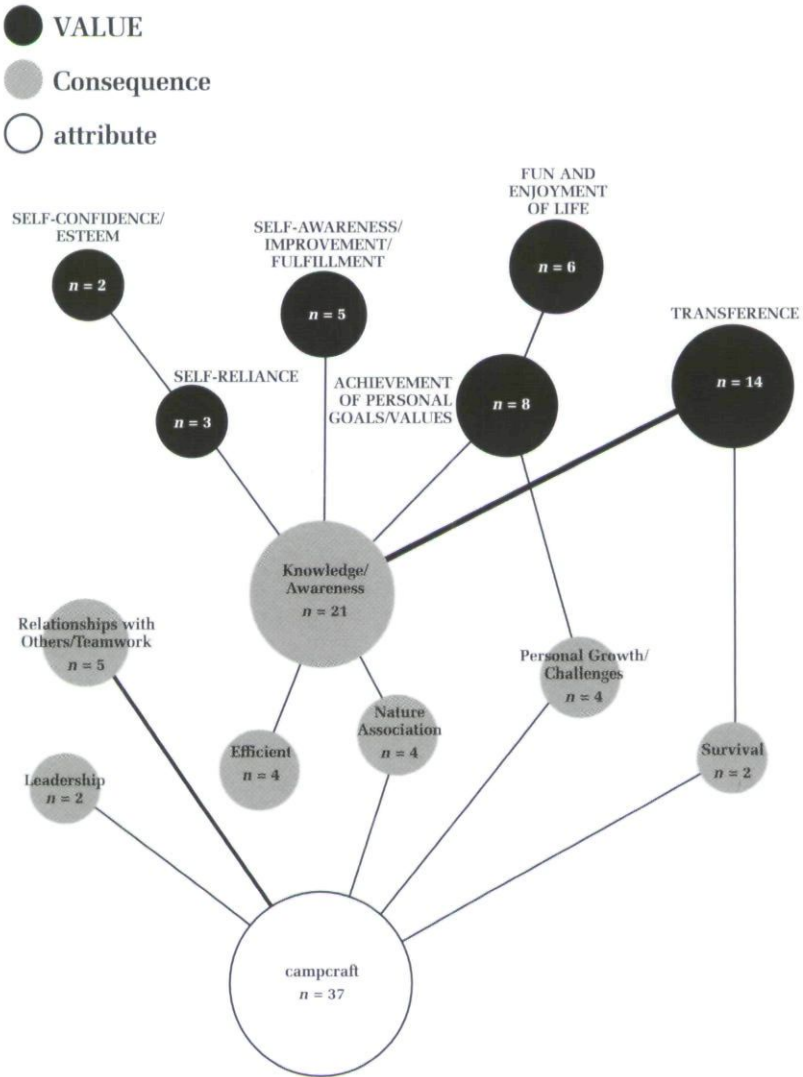 VALUE
Consequence
attribute
FUN AND
ENJOYMENT
OF LIFE
n = 6
SELF-CONFIDENCE/
ESTEEM
n = 2
SELF-AWARENESS/
IMPROVEMENT/
FULFILLMENT
n = 5
TRANSFERENCE
n = 14
SELF-RELIANCE
n = 3
ACHIEVEMENT
OF PERSONAL
GOALS/VALUES
n = 8
Knowledge/
Awareness
n = 21
Relationships with
Others/Teamwork
n = 5
Personal Growth/
Challenges
n = 4
Nature
Association
n = 4
Efficient
n = 4
Survival
n = 2
Leadership
n = 2
campcraft
n = 37